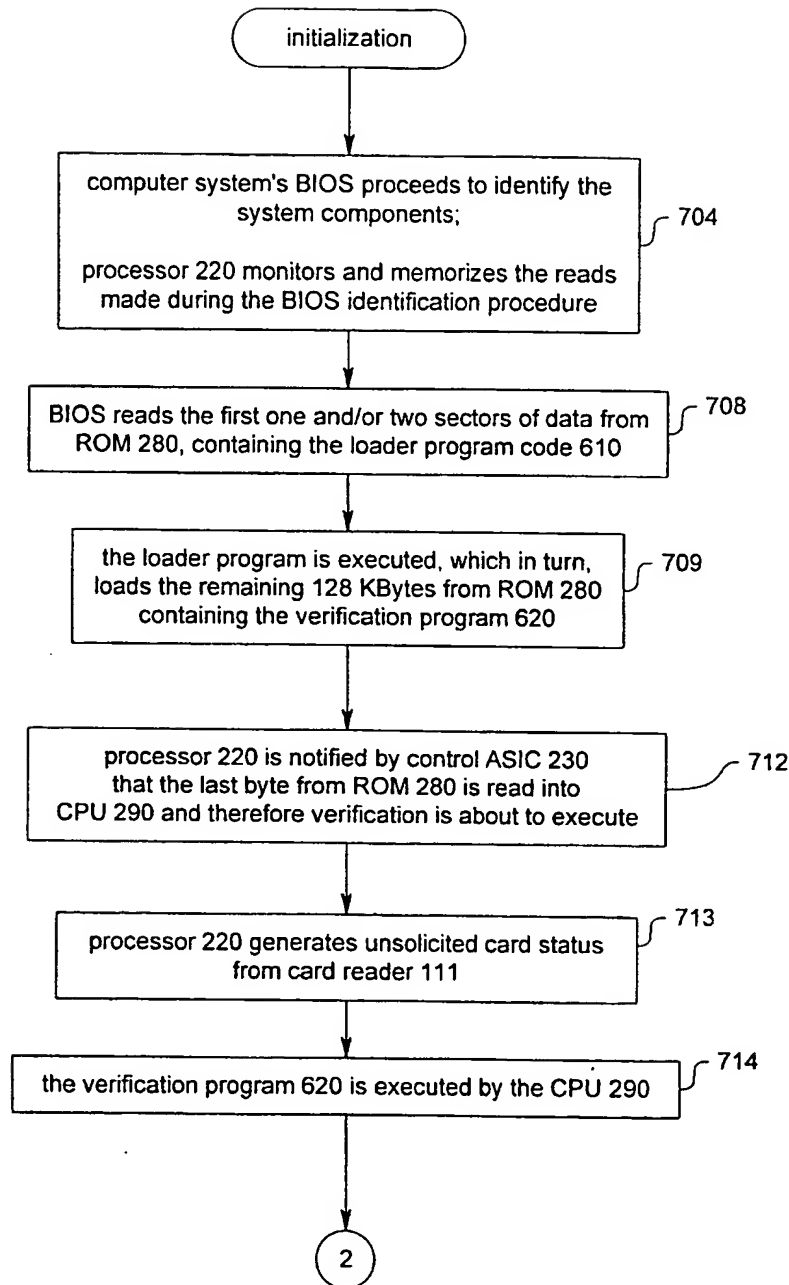 initialization
computer system's BIOS proceeds to identify the
system components;
processor 220 monitors and memorizes the reads
made during the BIOS identification procedure
704
BIOS reads the first one and/or two sectors of data from
ROM 280, containing the loader program code 610
708
the loader program is executed, which in turn,
loads the remaining 128 KBytes from ROM 280
containing the verification program 620
709
processor 220 is notified by control ASIC 230
that the last byte from ROM 280 is read into
CPU 290 and therefore verification is about to execute
712
processor 220 generates unsolicited card status
from card reader 111
713
the verification program 620 is executed by the CPU 290
714
2